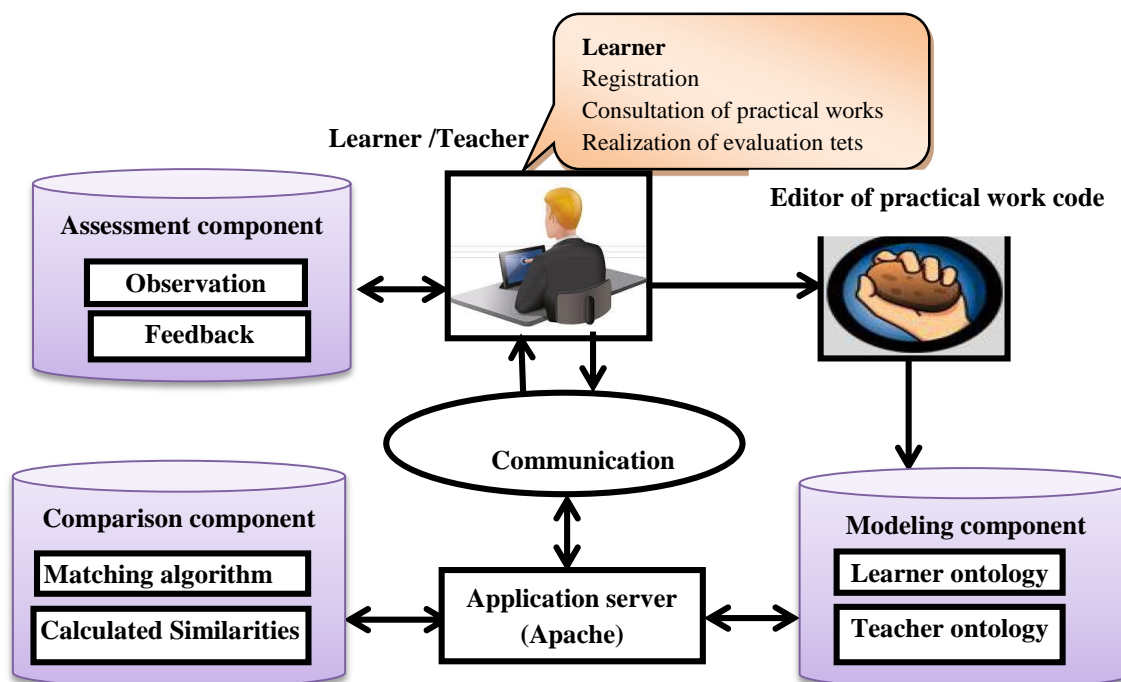 Learner
Registration
Consultation of practical works
Realization of evaluation tets
Learner /Teacher
Editor of practical work code
Assessment component
Observation
Feedback
Communication
Comparison component
Matching algorithm
Calculated Similarities
Application server
(Apache)
Modeling component
Learner ontology
Teacher ontology